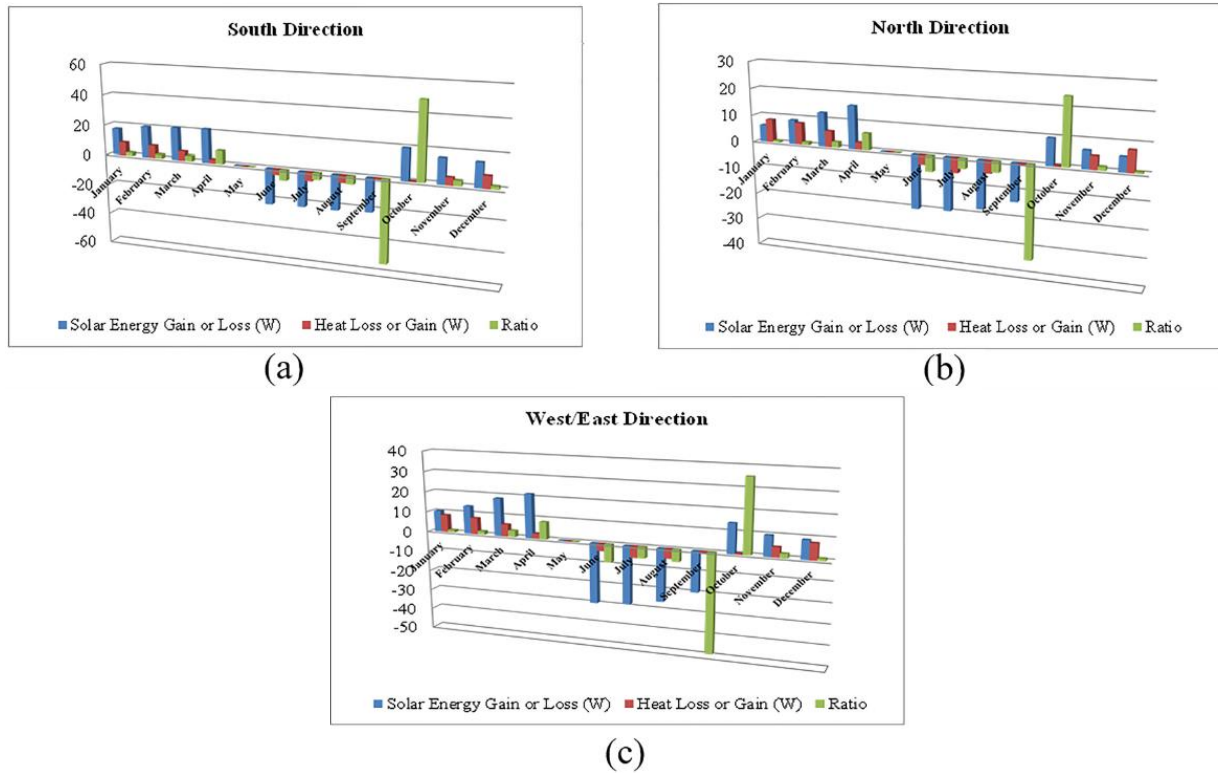 South Direction
60
40
20
0
-20
-40
-60
January
February
March
April
May
June
July
August
September
October
November
December
Solar Energy Gain or Loss (W) Heat Loss or Gain (W) Ratio
(a)
North Direction
30
20
10
0
-10
-20
-30
-40
January
February
March
April
May
June
July
August
September
October
November
December
Solar Energy Gain or Loss (W) Heat Loss or Gain (W) Ratio
(b)
West/East Direction
40
30
20
10
0
-10
-20
-30
-40
-50
January
February
March
April
May
June
July
August
September
October
November
December
Solar Energy Gain or Loss (W) Heat Loss or Gain (W) Ratio
(c)